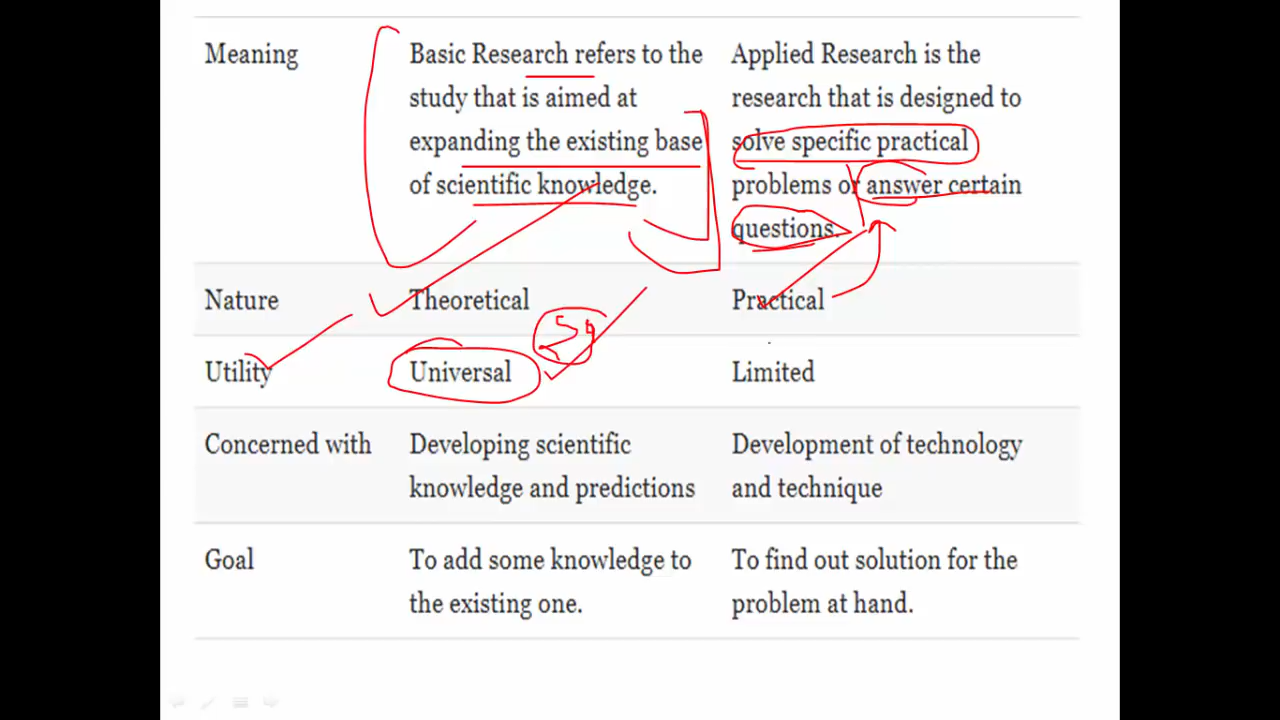 Meaning
Basic Research refers to the
study that is aimed at
expanding the existing base
of scientific knowledge.
Applied Research is the
research that is designed to
solve specific practical
problems or answer certain
questions.
Nature
Theoretical
Practical
Utility
Universal
Limited
Concerned with
Developing scientific
knowledge and predictions
Development of technology
and technique
Goal
To add some knowledge to
the existing one.
To find out solution for the
problem at hand.